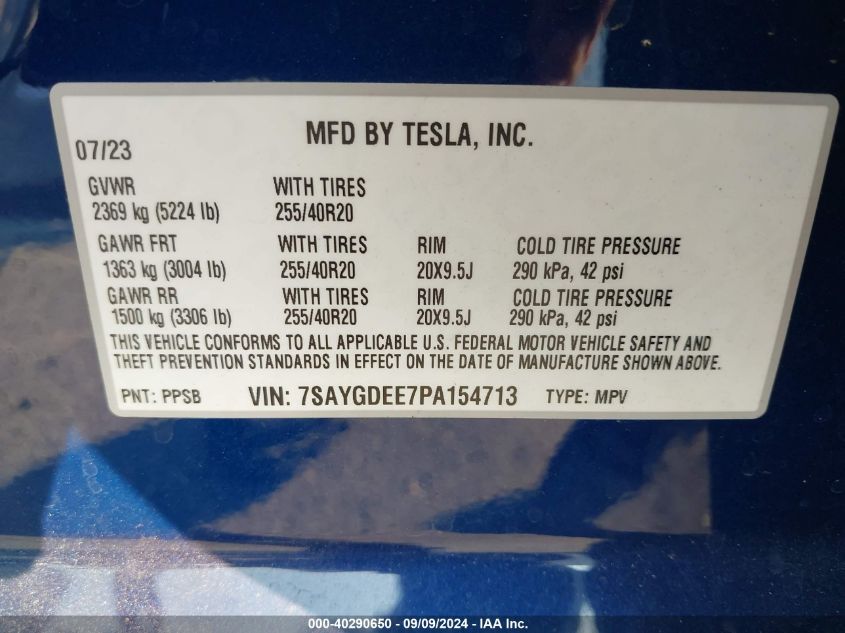 MFD BY TESLA, INC.
07/23
GVWR WITH TIRES
2369 kg (5224 lb) 255/40R20
GAWR FRT WITH TIRES RIM COLD TIRE PRESSURE
1363 kg (3004 lb) 255/40R20 20X9.5J 290 kPa, 42 psi
GAWR RR WITH TIRES RIM COLD TIRE PRESSURE
1500 kg (3306 lb) 255/40R20 20X9.5J 290 kPa, 42 psi
THIS VEHICLE CONFORMS TO ALL APPLICABLE U.S. FEDERAL MOTOR VEHICLE SAFETY AND
THEFT PREVENTION STANDARDS IN EFFECT ON THE DATE OF MANUFACTURE SHOWN ABOVE.
PNT: PPSB VIN: 7SAYGDEE7PA154713 TYPE: MPV
000-40290650 - 09/09/2024 - IAA Inc.